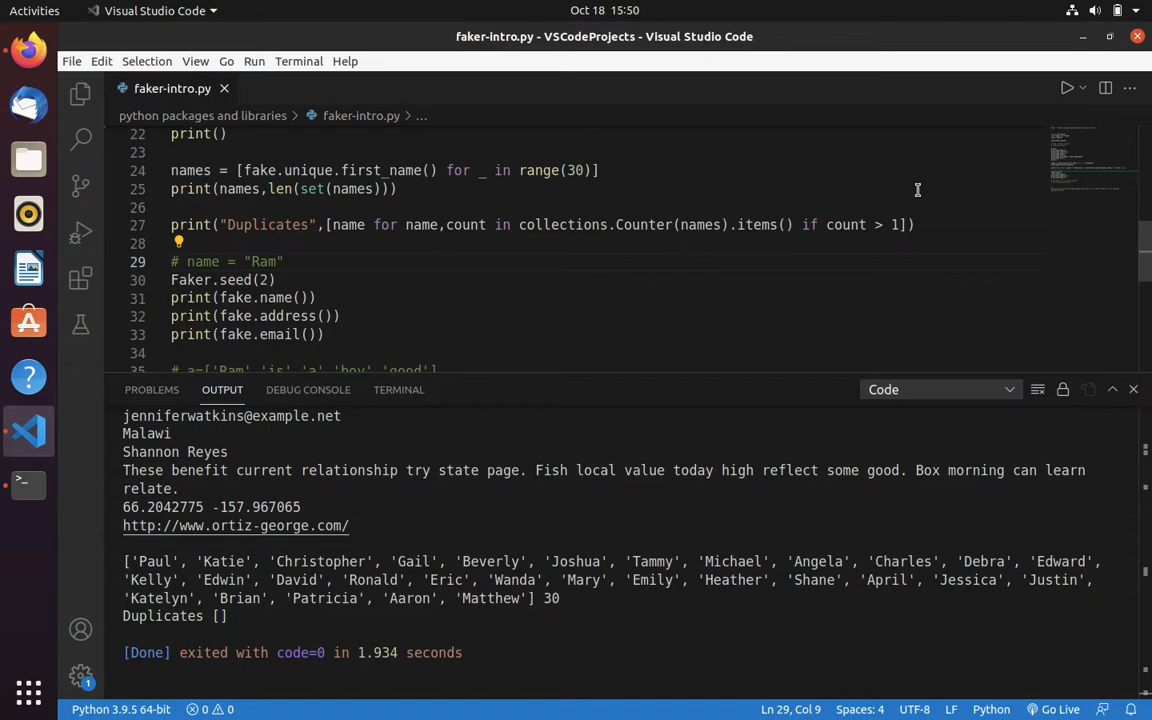 Activities
Visual Studio Code
Oct 18 15:50
faker-intro.py - VSCodeProjects - Visual Studio Code
File Edit Selection View Go Run Terminal Help
faker-intro.py
python packages and libraries > faker-intro.py > ...
22 print()
23
24 names = [fake.unique.first_name() for _ in range(30)]
25 print(names,len(set(names)))
26
27 print("Duplicates",[name for name,count in collections.Counter(names).items() if count > 1])
28
29 # name = "Ram"
30 Faker.seed(2)
31 print(fake.name())
32 print(fake.address())
33 print(fake.email())
34
35 # a=['Ram','is','a','boy','good']
PROBLEMS OUTPUT DEBUG CONSOLE TERMINAL Code
jenniferwatkins@example.net
Malawi
Shannon Reyes
These benefit current relationship try state page. Fish local value today high reflect some good. Box morning can learn
relate.
66.2042775 -157.967065
http://www.ortiz-george.com/
['Paul', 'Katie', 'Christopher', 'Gail', 'Beverly', 'Joshua', 'Tammy', 'Michael', 'Angela', 'Charles', 'Debra', 'Edward',
'Kelly', 'Edwin', 'David', 'Ronald', 'Eric', 'Wanda', 'Mary', 'Emily', 'Heather', 'Shane', 'April', 'Jessica', 'Justin',
'Katelyn', 'Brian', 'Patricia', 'Aaron', 'Matthew'] 30
Duplicates []
[Done] exited with code=0 in 1.934 seconds
1
Python 3.9.5 64-bit 0 0 Ln 29, Col 9 Spaces: 4 UTF-8 LF Python Go Live